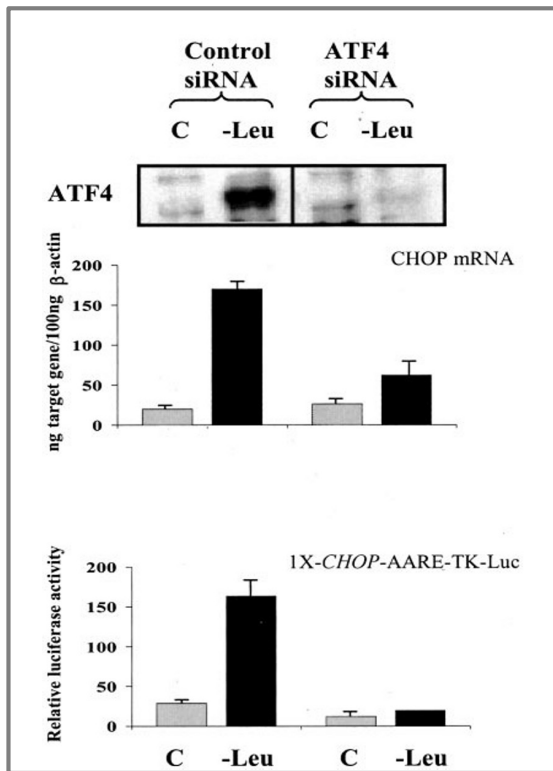 Control ATF4
siRNA siRNA
C -Leu C -Leu
ATF4
CHOP mRNA
ng target gene/100ng β-actin
200
150
100
50
0
1X-CHOP-AARE-TK-Luc
Relative luciferase activity
200
150
100
50
0
C -Leu C -Leu